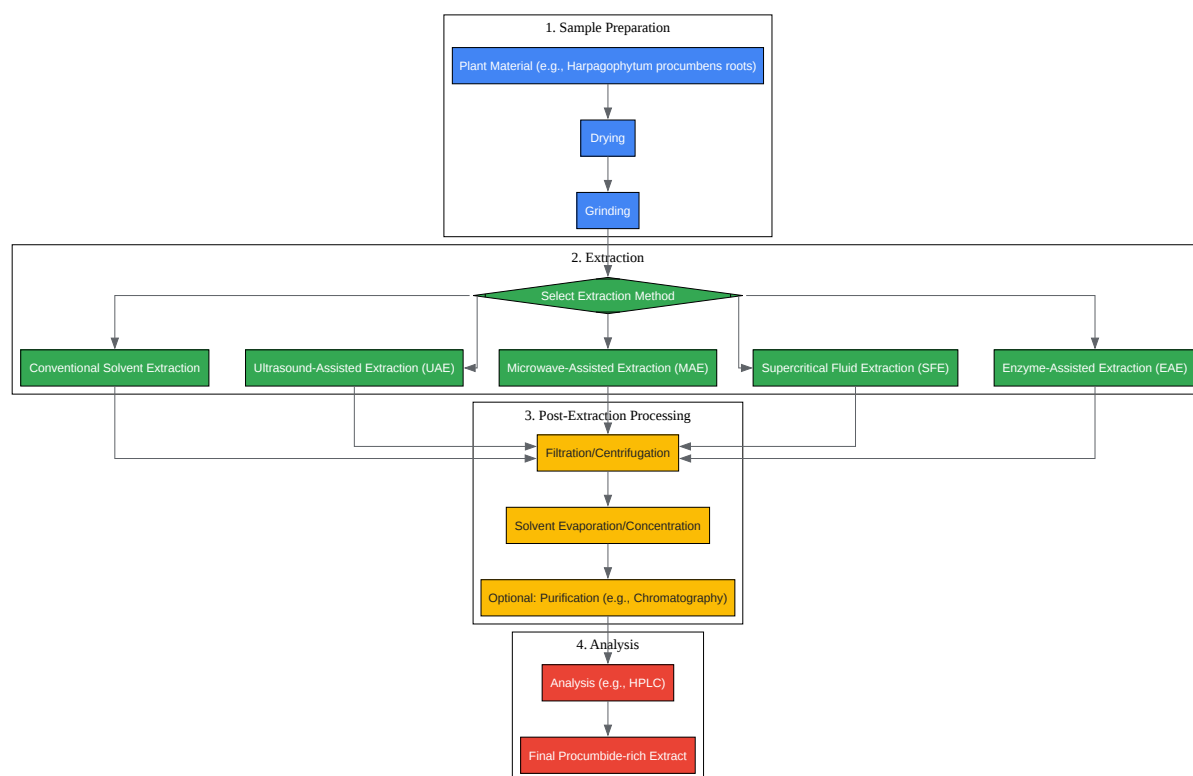 1. Sample Preparation
Plant Material (e.g., Harpagophytum procumbens roots)
Drying
Grinding
2. Extraction
Select Extraction Method
Conventional Solvent Extraction
Ultrasound-Assisted Extraction (UAE)
Microwave-Assisted Extraction (MAE)
Supercritical Fluid Extraction (SFE)
Enzyme-Assisted Extraction (EAE)
3. Post-Extraction Processing
Filtration/Centrifugation
Solvent Evaporation/Concentration
Optional: Purification (e.g., Chromatography)
4. Analysis
Analysis (e.g., HPLC)
Final Procumbide-rich Extract